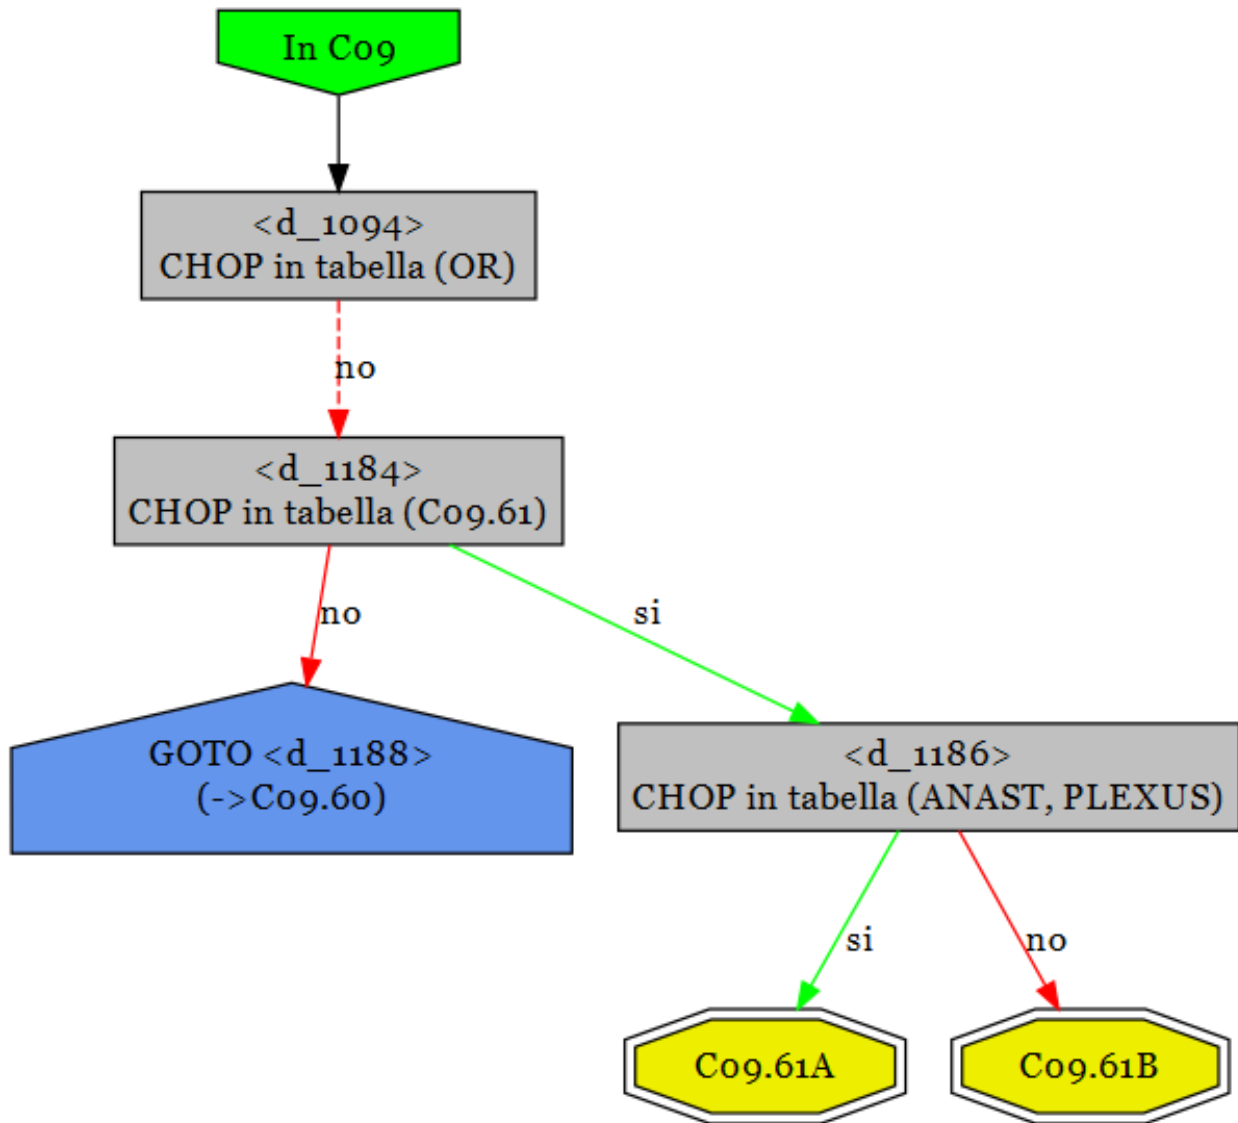 In C09
<d_1094>
CHOP in tabella (OR)
no
<d_1184>
CHOP in tabella (C09.61)
no
si
GOTO <d_1188>
(->C09.60)
<d_1186>
CHOP in tabella (ANAST, PLEXUS)
si
no
C09.61A
C09.61B